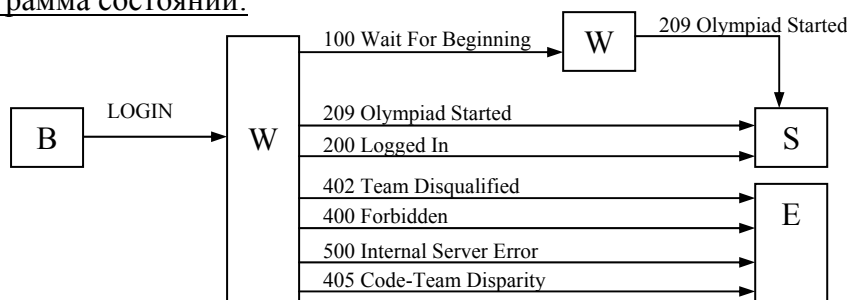 рамма состояний:
100 Wait For Beginning
W
209 Olympiad Started
B
LOGIN
W
209 Olympiad Started
200 Logged In
S
402 Team Disqualified
400 Forbidden
500 Internal Server Error
405 Code-Team Disparity
E